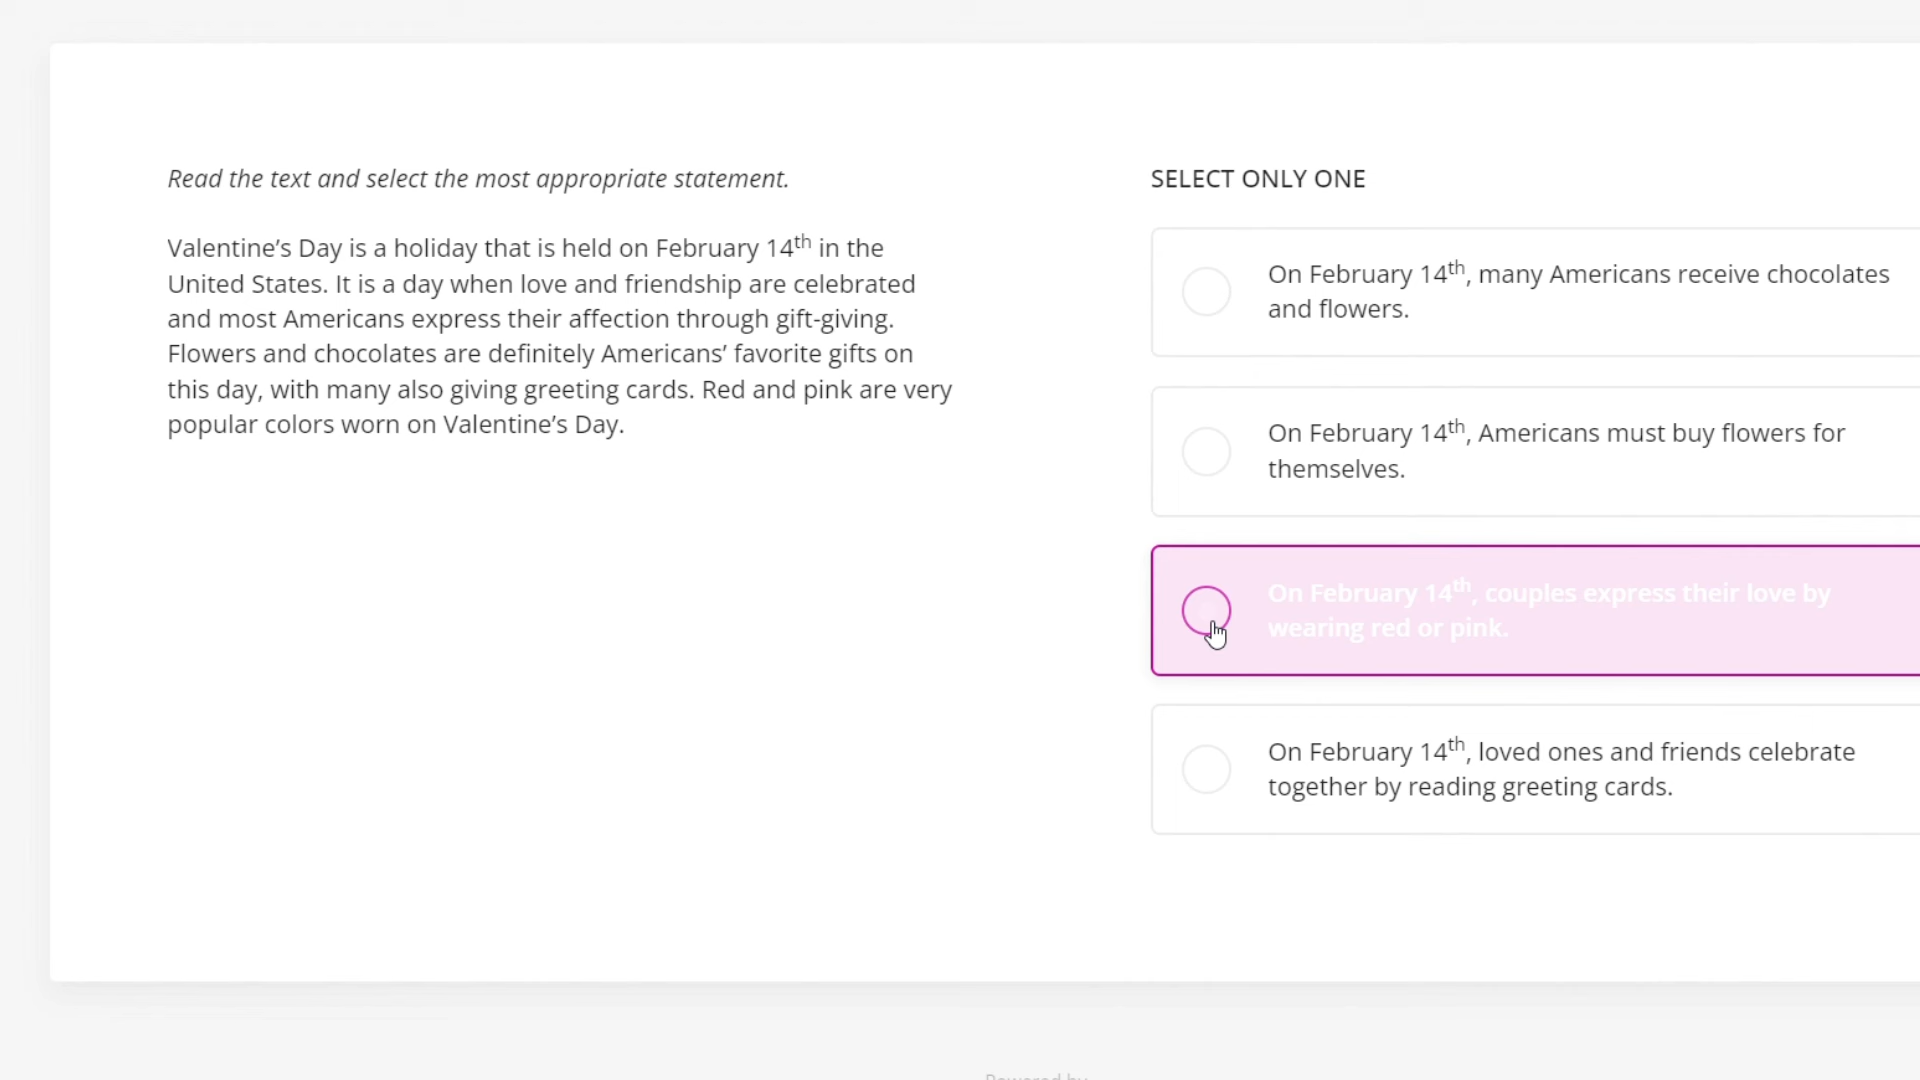 Read the text and select the most appropriate statement.
Valentine’s Day is a holiday that is held on February 14th in the
United States. It is a day when love and friendship are celebrated
and most Americans express their affection through gift-giving.
Flowers and chocolates are definitely Americans’ favorite gifts on
this day, with many also giving greeting cards. Red and pink are very
popular colors worn on Valentine’s Day.
SELECT ONLY ONE
On February 14th, many Americans receive chocolates
and flowers.
On February 14th, Americans must buy flowers for
themselves.
On February 14th, couples express their love by
wearing red or pink.
On February 14th, loved ones and friends celebrate
together by reading greeting cards.
Powered by